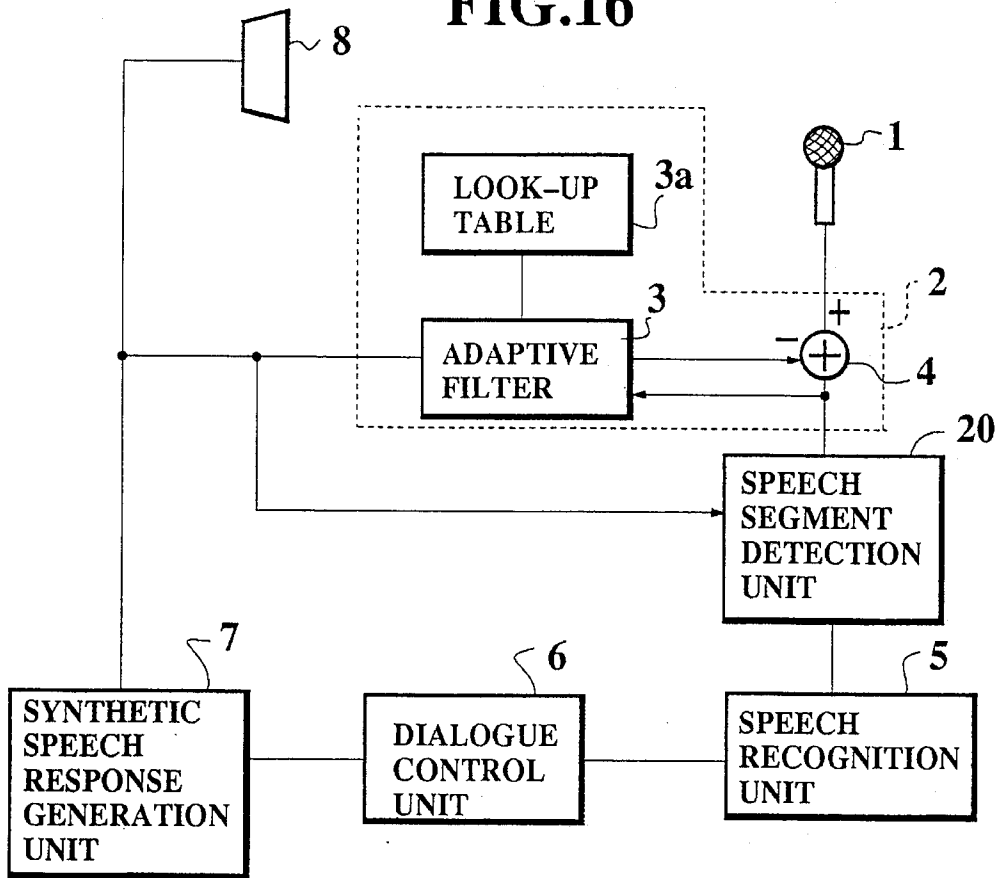 FIG.16
8
1
LOOK-UP
TABLE
3a
2
+
3
−
ADAPTIVE
FILTER
+
4
20
SPEECH
SEGMENT
DETECTION
UNIT
7
6
5
SYNTHETIC
SPEECH
RESPONSE
GENERATION
UNIT
DIALOGUE
CONTROL
UNIT
SPEECH
RECOGNITION
UNIT